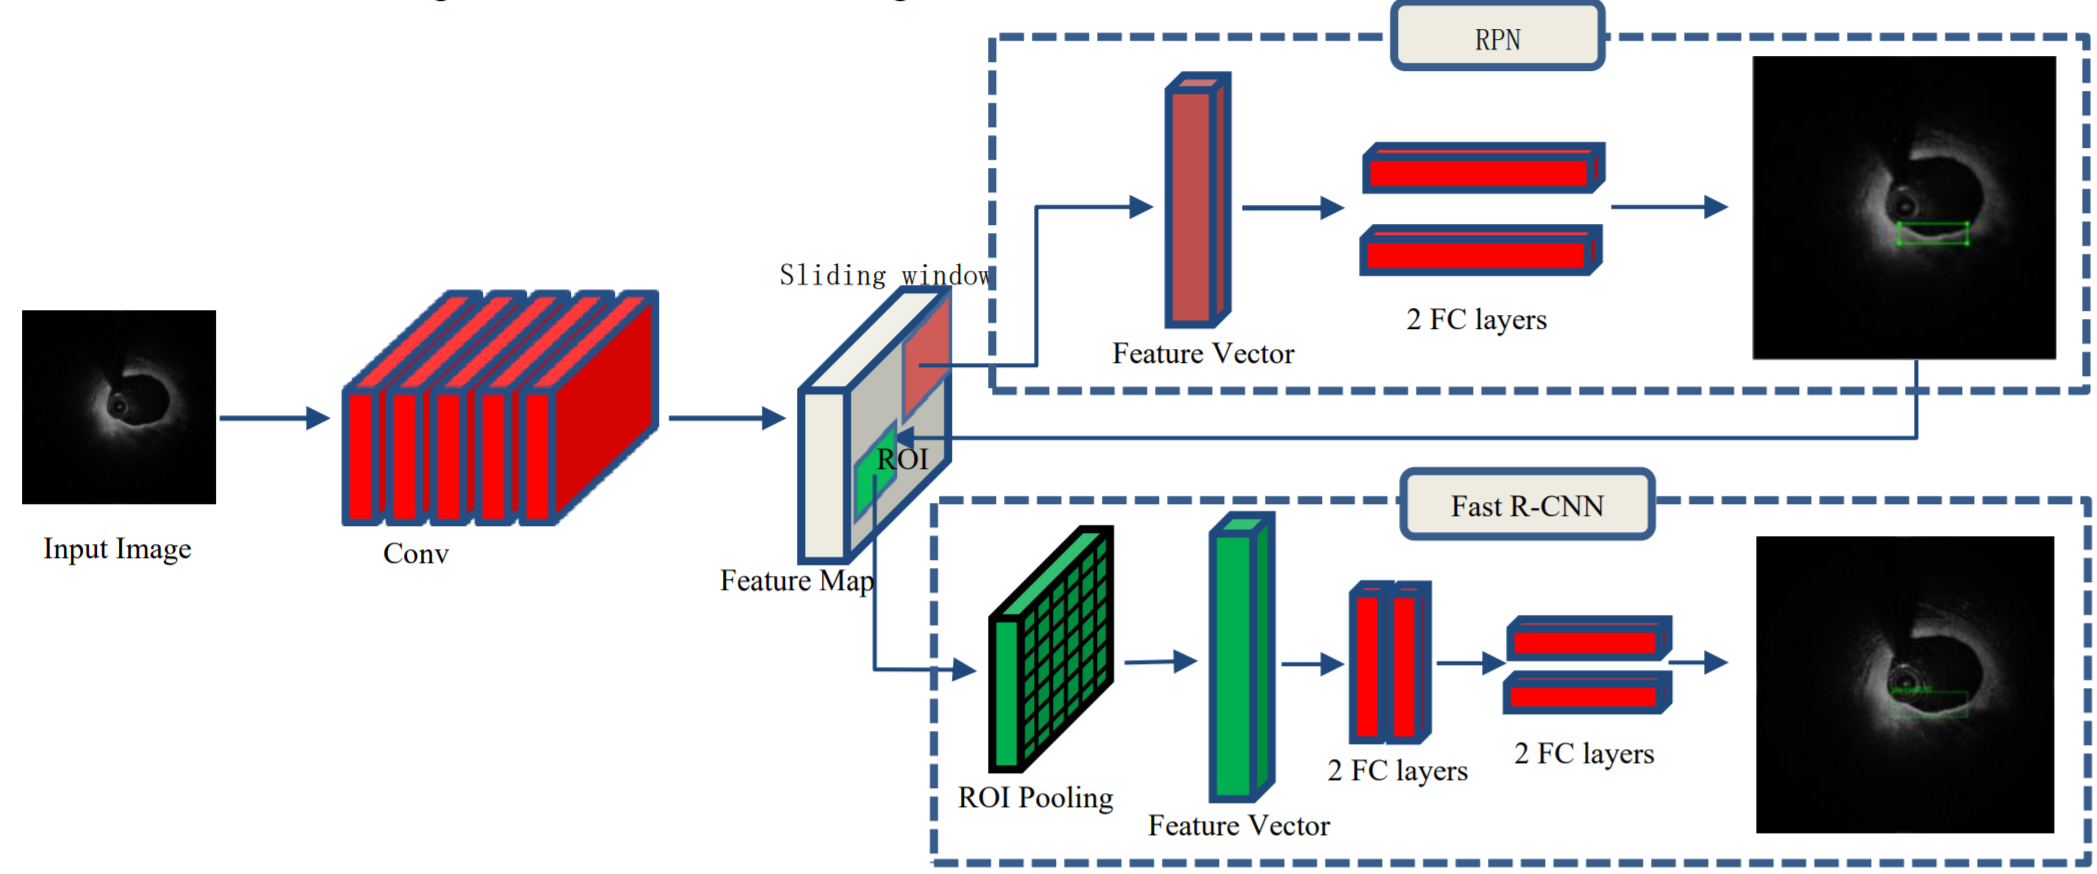 RPN
Sliding window
2 FC layers
Feature Vector
ROI
Fast R-CNN
Input Image
Conv
Feature Map
2 FC layers
2 FC layers
ROI Pooling
Feature Vector